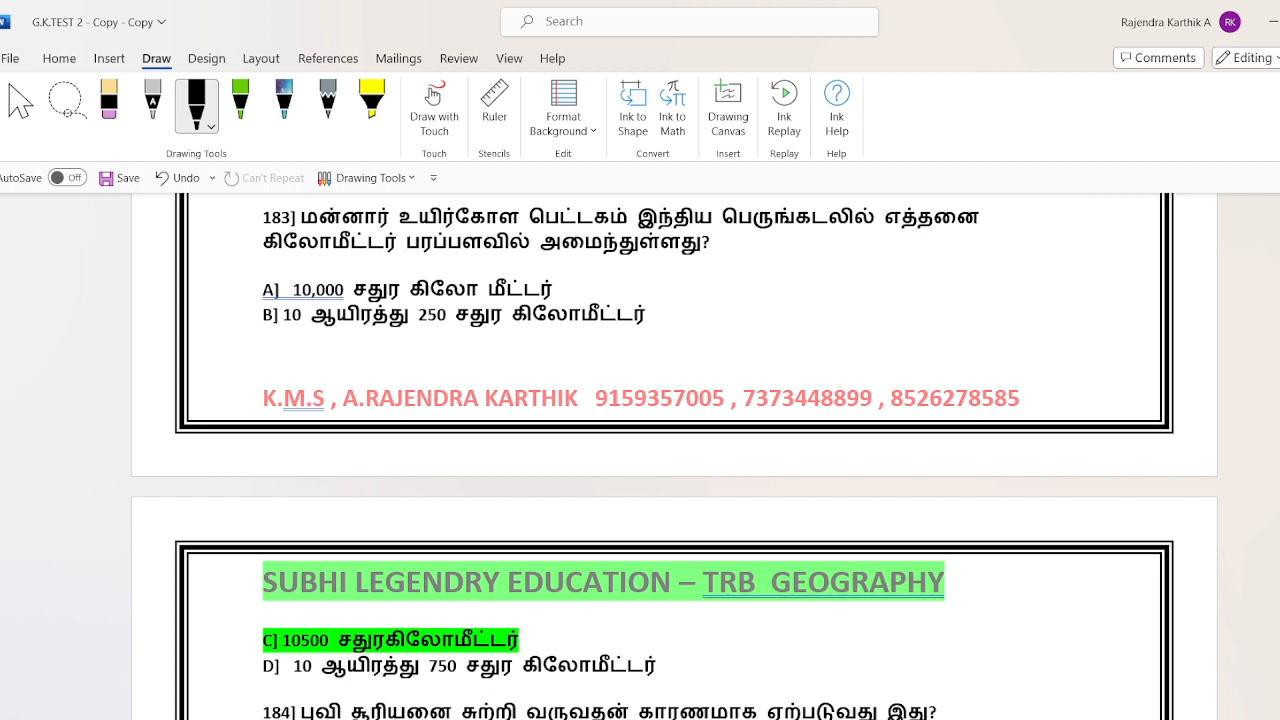 G.K.TEST 2 - Copy - Copy
Search
Rajendra Karthik A
RK
File Home Insert Draw Design Layout References Mailings Review View Help
Comments
Editing
Draw with Touch
Ruler
Format Background
Ink to Shape
Ink to Math
Drawing Canvas
Ink Replay
Ink Help
Drawing Tools
Touch
Stencils
Edit
Convert
Insert
Replay
Help
AutoSave Off Save Undo Can't Repeat Drawing Tools
183] மன்னார் உயிர்கோள பெட்டகம் இந்திய பெருங்கடலில் எத்தனை
கிலோமீட்டர் பரப்பளவில் அமைந்துள்ளது?
A] 10,000 சதுர கிலோ மீட்டர்
B] 10 ஆயிரத்து 250 சதுர கிலோமீட்டர்
K.M.S , A.RAJENDRA KARTHIK 9159357005 , 7373448899 , 8526278585
SUBHI LEGENDRY EDUCATION – TRB GEOGRAPHY
C] 10500 சதுரகிலோமீட்டர்
D] 10 ஆயிரத்து 750 சதுர கிலோமீட்டர்
184] புவி சூரியனை சுற்றி வருவதன் காரணமாக ஏற்படுவது இது?